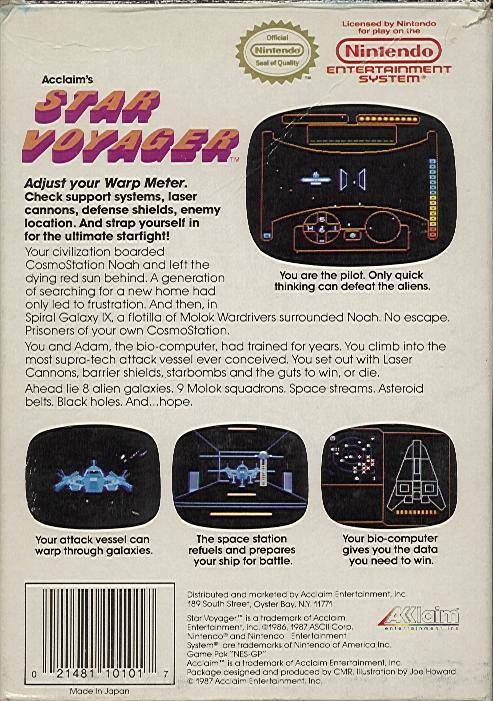 Licensed by Nintendo
for play on the
Official
Nintendo
Seal of Quality
Nintendo
ENTERTAINMENT
SYSTEM®
Acclaim's
STAR
VOYAGER™
Adjust your Warp Meter.
Check support systems, laser
cannons, defense shields, enemy
location. And strap yourself in
for the ultimate starfight!
Your civilization boarded
CosmoStation Noah and left the
dying red sun behind. A generation
of searching for a new home had
only led to frustration. And then, in
Spiral Galaxy IX, a flotilla of Molok Wardrivers surrounded Noah. No escape.
Prisoners of your own CosmoStation.
You are the pilot. Only quick
thinking can defeat the aliens.
You and Adam, the bio-computer, had trained for years. You climb into the
most supra-tech attack vessel ever conceived. You set out with Laser
Cannons, barrier shields, starbombs and the guts to win, or die.
Ahead lie 8 alien galaxies. 9 Molok squadrons. Space streams. Asteroid
belts. Black holes. And...hope.
Your attack vessel can
warp through galaxies.
The space station
refuels and prepares
your ship for battle.
Your bio-computer
gives you the data
you need to win.
Distributed and marketed by Acclaim Entertainment, Inc.
189 South Street, Oyster Bay, N.Y. 11771
Star Voyager™ is a trademark of Acclaim
Entertainment, Inc. ©1986, 1987 ASCII Corp.
Nintendo® and Nintendo Entertainment
System® are trademarks of Nintendo of America Inc.
Game Pak "NES-GP"
Acclaim™ is a trademark of Acclaim Entertainment, Inc.
Package designed and produced by CMR, Illustration by Joe Howard
© 1987 Acclaim Entertainment, Inc.
Acclaim
entertainment inc.
0 21481 10101 7
Made in Japan